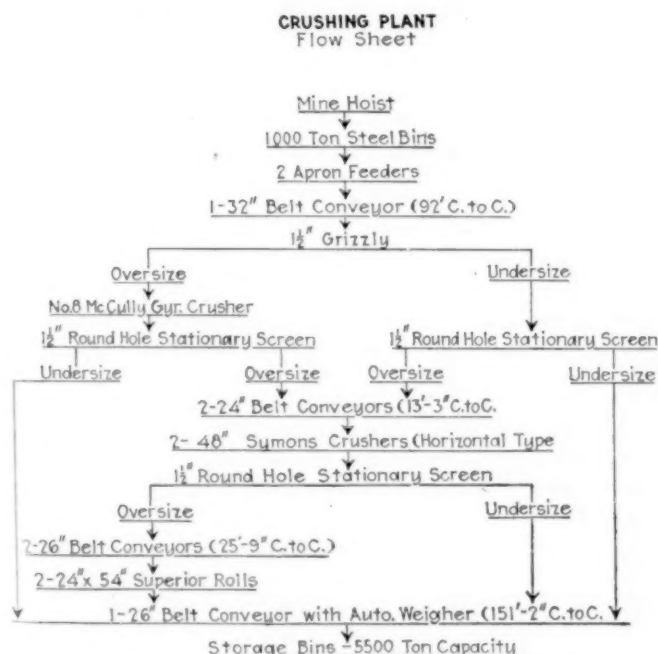 CRUSHING PLANT
Flow Sheet
Mine Hoist
1000 Ton Steel Bins
2 Apron Feeders
1-32" Belt Conveyor (92' C. to C.)
1½" Grizzly
Oversize Undersize
No.8 McCully Gyr. Crusher
1½" Round Hole Stationary Screen 1½" Round Hole Stationary Screen
Undersize Oversize Oversize Undersize
2-24" Belt Conveyors (13'-3" C. to C.
2-48" Symons Crushers (Horizontal Type
1½" Round Hole Stationary Screen
Oversize Undersize
2-26" Belt Conveyors (25'-9" C. to C.)
2-24" x 54" Superior Rolls
1-26" Belt Conveyor with Auto. Weigher (151'-2" C. to C.
Storage Bins -5500 Ton Capacity